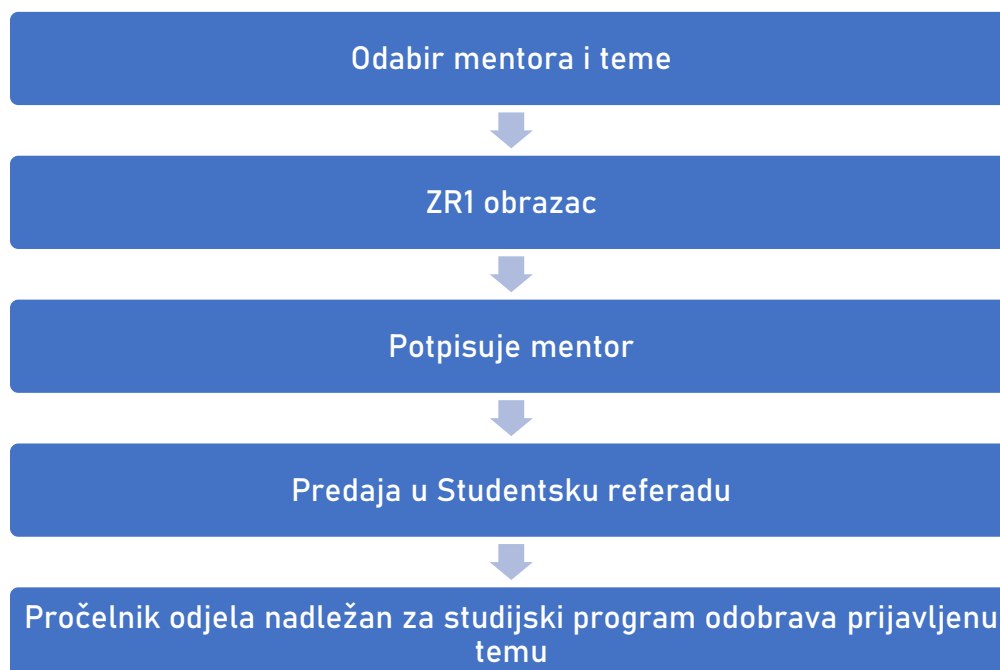 Odabir mentora i teme
ZR1 obrazac
Potpisuje mentor
Predaja u Studentsku referadu
Pročelnik odjela nadležan za studijski program odobrava prijavljenu
temu